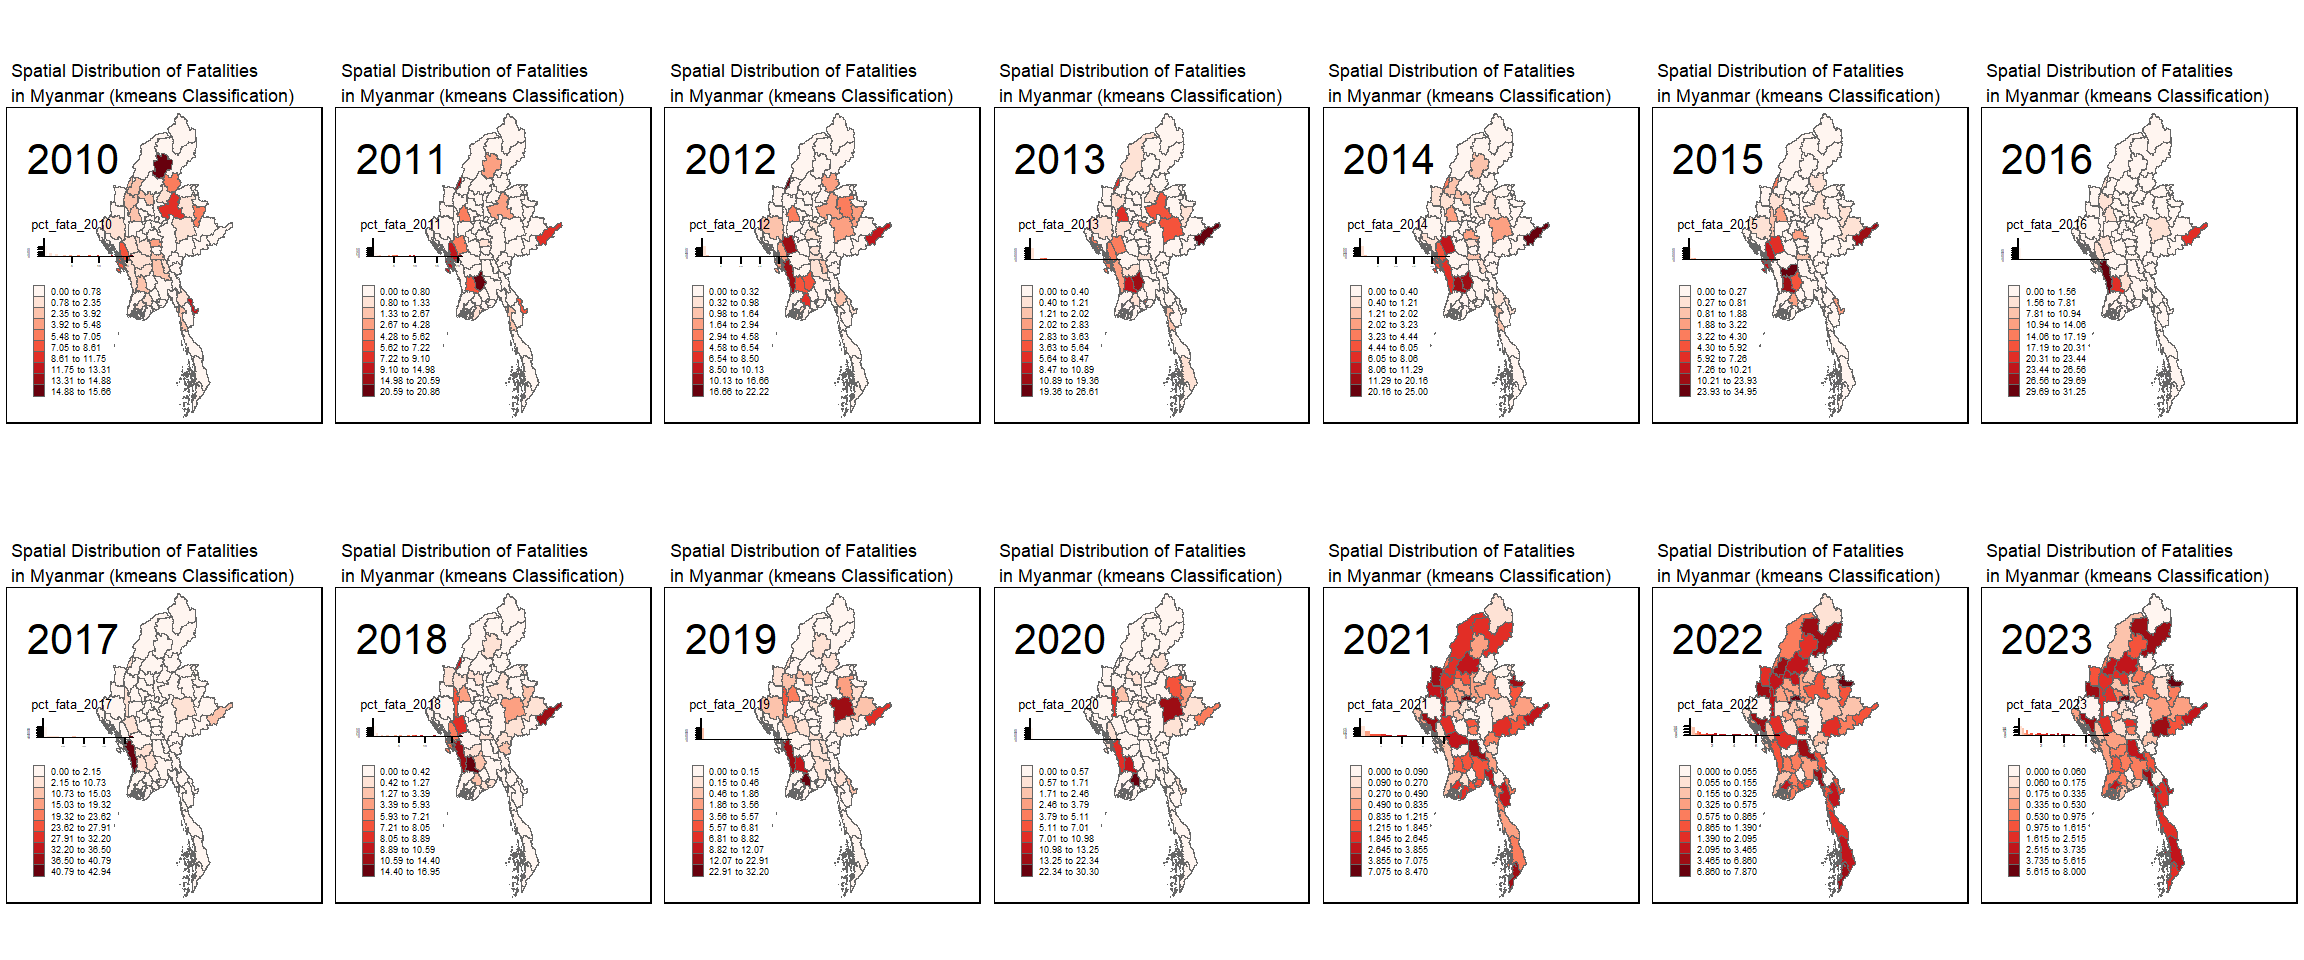 Spatial Distribution of Fatalities
in Myanmar (kmeans Classification)
2010
pct_fata_2010
0.00 to 0.78
0.78 to 2.35
2.35 to 3.92
3.92 to 5.48
5.48 to 7.05
7.05 to 8.61
8.61 to 11.75
11.75 to 13.31
13.31 to 14.88
14.88 to 15.66
Spatial Distribution of Fatalities
in Myanmar (kmeans Classification)
2011
pct_fata_2011
0.00 to 0.80
0.80 to 1.33
1.33 to 2.67
2.67 to 4.28
4.28 to 5.62
5.62 to 7.22
7.22 to 9.10
9.10 to 14.98
14.98 to 20.59
20.59 to 20.86
Spatial Distribution of Fatalities
in Myanmar (kmeans Classification)
2012
pct_fata_2012
0.00 to 0.32
0.32 to 0.98
0.98 to 1.64
1.64 to 2.94
2.94 to 4.58
4.58 to 6.54
6.54 to 8.50
8.50 to 10.13
10.13 to 16.66
16.66 to 22.22
Spatial Distribution of Fatalities
in Myanmar (kmeans Classification)
2013
pct_fata_2013
0.00 to 0.40
0.40 to 1.21
1.21 to 2.02
2.02 to 2.83
2.83 to 3.63
3.63 to 5.64
5.64 to 8.47
8.47 to 10.89
10.89 to 19.36
19.36 to 26.61
Spatial Distribution of Fatalities
in Myanmar (kmeans Classification)
2014
pct_fata_2014
0.00 to 0.40
0.40 to 1.21
1.21 to 2.02
2.02 to 3.23
3.23 to 4.44
4.44 to 6.05
6.05 to 8.06
8.06 to 11.29
11.29 to 20.16
20.16 to 25.00
Spatial Distribution of Fatalities
in Myanmar (kmeans Classification)
2015
pct_fata_2015
0.00 to 0.27
0.27 to 0.81
0.81 to 1.88
1.88 to 3.22
3.22 to 4.30
4.30 to 5.92
5.92 to 7.26
7.26 to 10.21
10.21 to 23.93
23.93 to 34.95
Spatial Distribution of Fatalities
in Myanmar (kmeans Classification)
2016
pct_fata_2016
0.00 to 1.56
1.56 to 7.81
7.81 to 10.94
10.94 to 14.06
14.06 to 17.19
17.19 to 20.31
20.31 to 23.44
23.44 to 26.56
26.56 to 29.69
29.69 to 31.25
Spatial Distribution of Fatalities
in Myanmar (kmeans Classification)
2017
pct_fata_2017
0.00 to 2.15
2.15 to 10.73
10.73 to 15.03
15.03 to 19.32
19.32 to 23.62
23.62 to 27.91
27.91 to 32.20
32.20 to 36.50
36.50 to 40.79
40.79 to 42.94
Spatial Distribution of Fatalities
in Myanmar (kmeans Classification)
2018
pct_fata_2018
0.00 to 0.42
0.42 to 1.27
1.27 to 3.39
3.39 to 5.93
5.93 to 7.21
7.21 to 8.05
8.05 to 8.89
8.89 to 10.59
10.59 to 14.40
14.40 to 16.95
Spatial Distribution of Fatalities
in Myanmar (kmeans Classification)
2019
pct_fata_2019
0.00 to 0.15
0.15 to 0.46
0.46 to 1.86
1.86 to 3.56
3.56 to 5.57
5.57 to 6.81
6.81 to 8.82
8.82 to 12.07
12.07 to 22.91
22.91 to 32.20
Spatial Distribution of Fatalities
in Myanmar (kmeans Classification)
2020
pct_fata_2020
0.00 to 0.57
0.57 to 1.71
1.71 to 2.46
2.46 to 3.79
3.79 to 5.11
5.11 to 7.01
7.01 to 10.98
10.98 to 13.25
13.25 to 22.34
22.34 to 30.30
Spatial Distribution of Fatalities
in Myanmar (kmeans Classification)
2021
pct_fata_2021
0.000 to 0.090
0.090 to 0.270
0.270 to 0.490
0.490 to 0.835
0.835 to 1.215
1.215 to 1.845
1.845 to 2.645
2.645 to 3.855
3.855 to 7.075
7.075 to 8.470
Spatial Distribution of Fatalities
in Myanmar (kmeans Classification)
2022
pct_fata_2022
0.000 to 0.055
0.055 to 0.155
0.155 to 0.325
0.325 to 0.575
0.575 to 0.865
0.865 to 1.390
1.390 to 2.095
2.095 to 3.465
3.465 to 6.860
6.860 to 7.870
Spatial Distribution of Fatalities
in Myanmar (kmeans Classification)
2023
pct_fata_2023
0.000 to 0.060
0.060 to 0.175
0.175 to 0.335
0.335 to 0.530
0.530 to 0.975
0.975 to 1.615
1.615 to 2.515
2.515 to 3.735
3.735 to 5.615
5.615 to 8.000